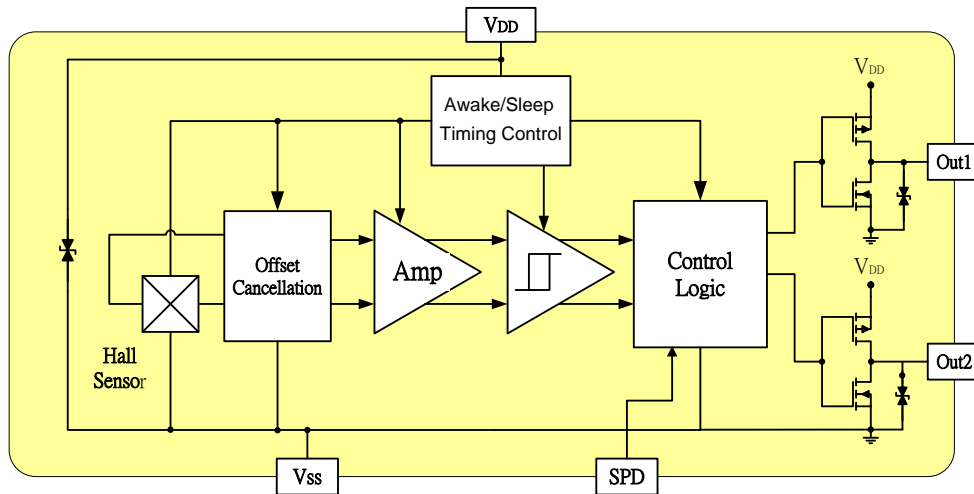 VDD
Awake/Sleep
Timing Control
VDD
Out1
Offset
Cancellation
Amp
Control
Logic
VDD
Hall
Sensor
Out2
Vss
SPD